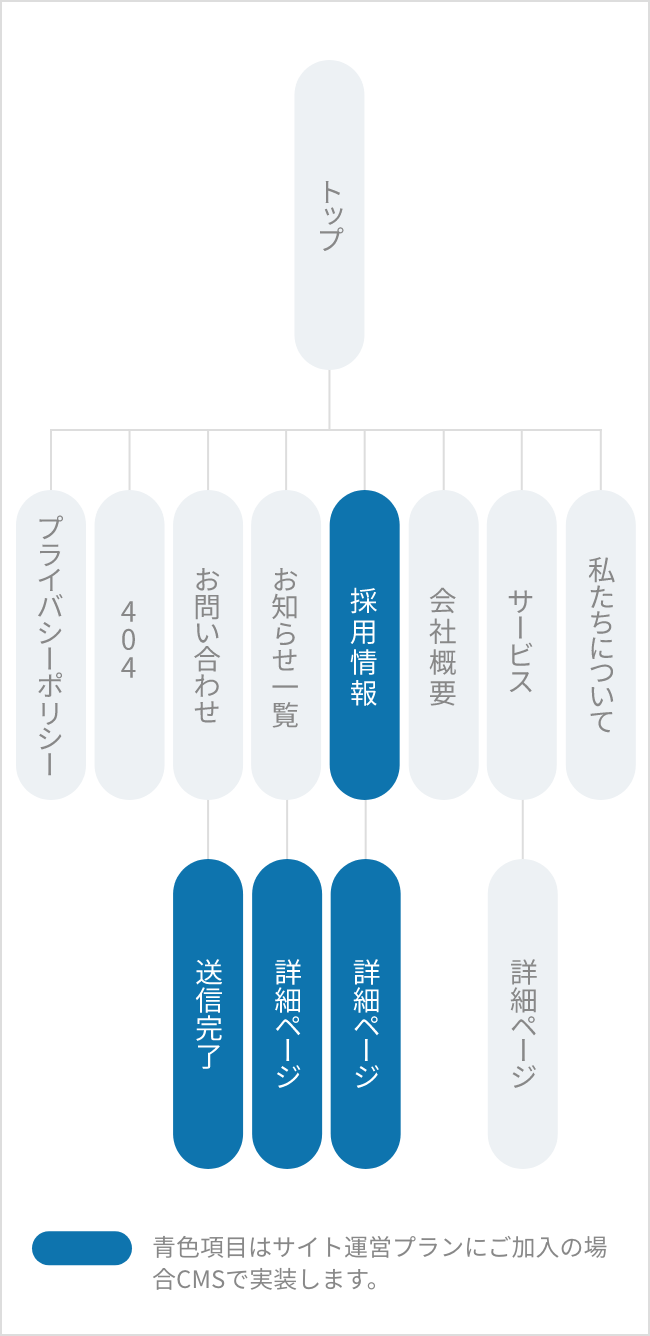 トップ
プライバシーポリシー
404
お問い合わせ
お知らせ一覧
採用情報
会社概要
サービス
私たちについて
送信完了
詳細ページ
詳細ページ
詳細ページ
青色項目はサイト運営プランにご加入の場
合CMSで実装します。